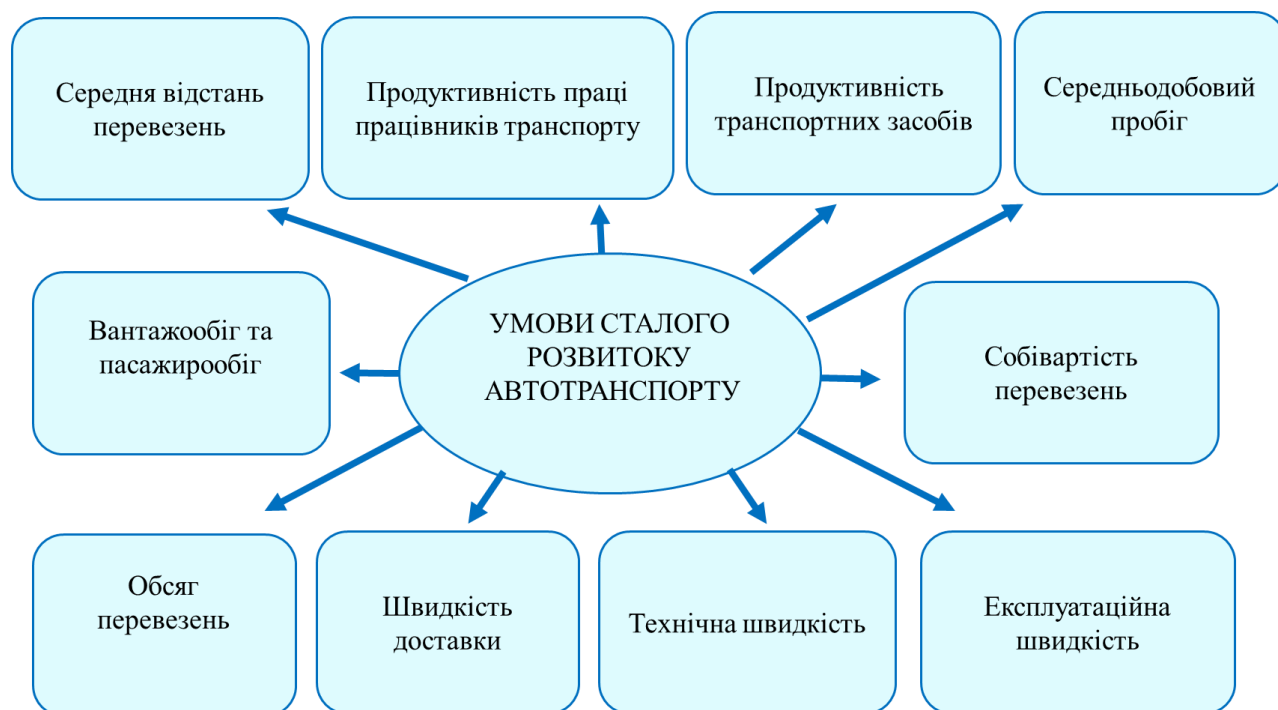 Середня відстань
перевезень
Продуктивність праці
працівників транспорту
Продуктивність
транспортних засобів
Середньодобовий
пробіг
Вантажообіг та
пасажирообіг
УМОВИ СТАЛОГО
РОЗВИТОКУ
АВТОТРАНСПОРТУ
Собівартість
перевезень
Обсяг
перевезень
Швидкість
доставки
Технічна швидкість
Експлуатаційна
швидкість